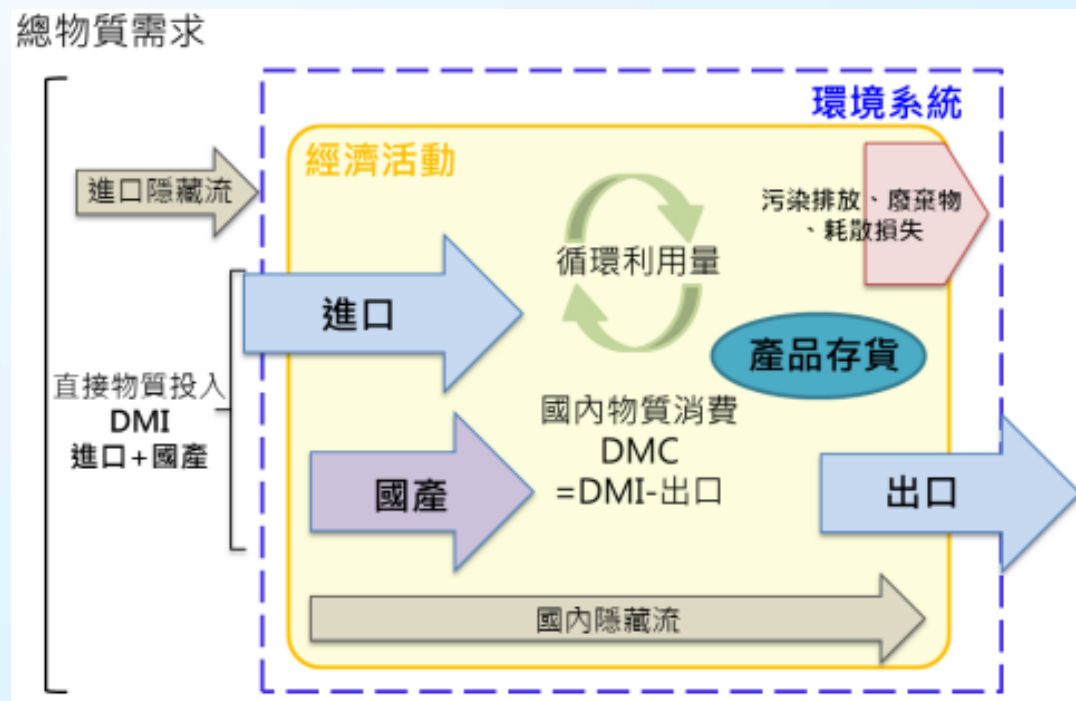 總物質需求
環境系統
經濟活動
進口隱藏流
污染排放、廢棄物
、耗散損失
循環利用量
進口
產品存貨
直接物質投入
DMI
進口+國產
國內物質消費
DMC
=DMI-出口
國產
出口
國內隱藏流